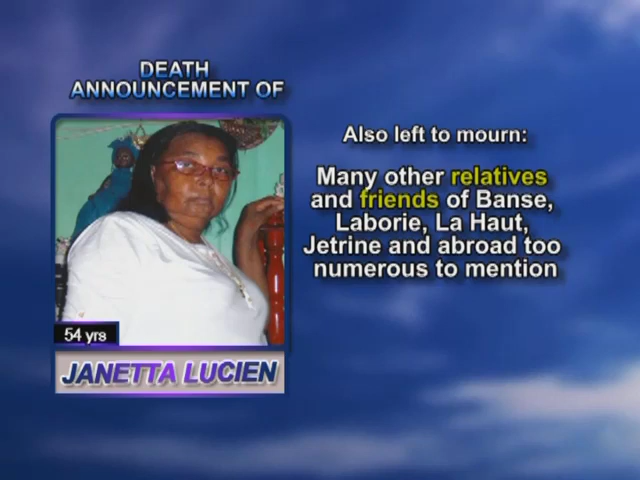 DEATH
ANNOUNCEMENT OF
54 yrs
JANETTA LUCIEN
Also left to mourn:
Many other relatives
and friends of Banse,
Laborie, La Haut,
Jetrine and abroad too
numerous to mention